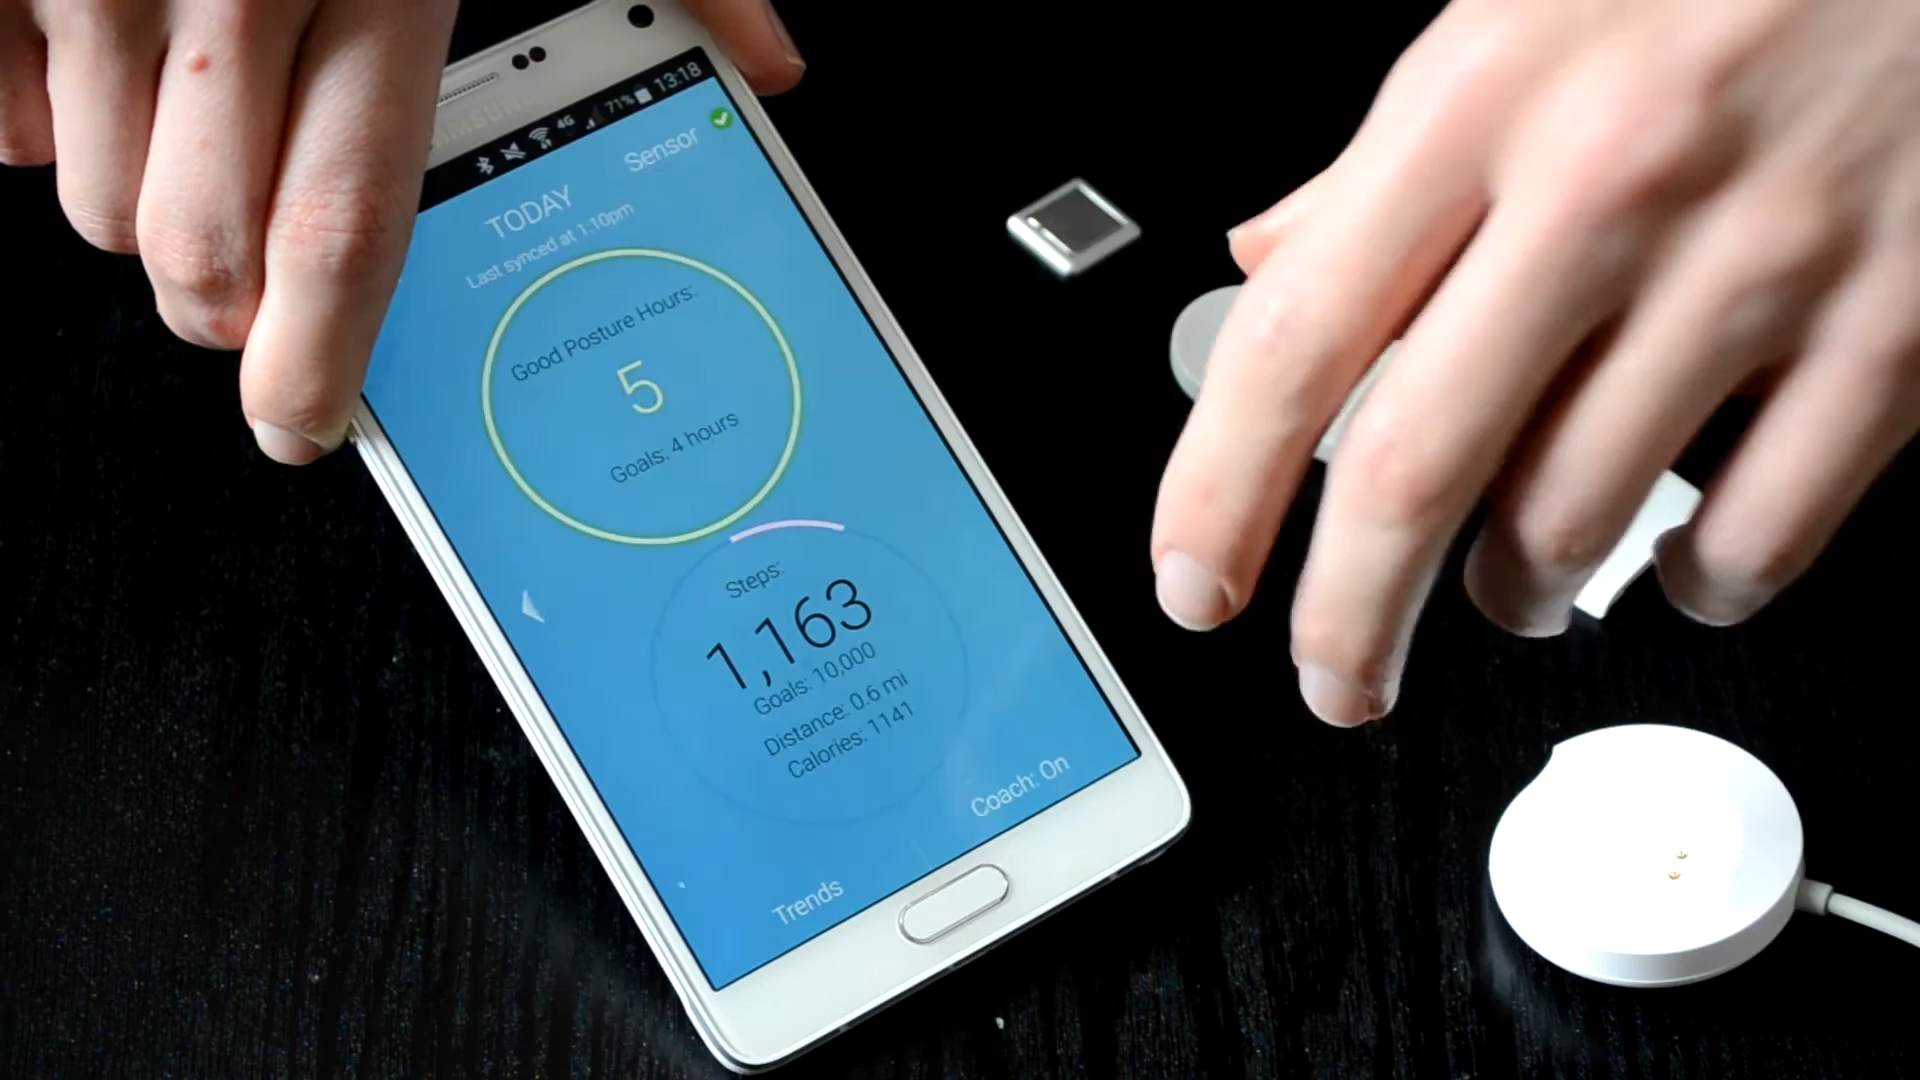 SAMSUNG
4G 71% 13:18
Sensor
TODAY
Last synced at 1:10pm
Good Posture Hours:
5
Goals: 4 hours
Steps:
1,163
Goals: 10,000
Distance: 0.6 mi
Calories: 1141
Coach: On
Trends